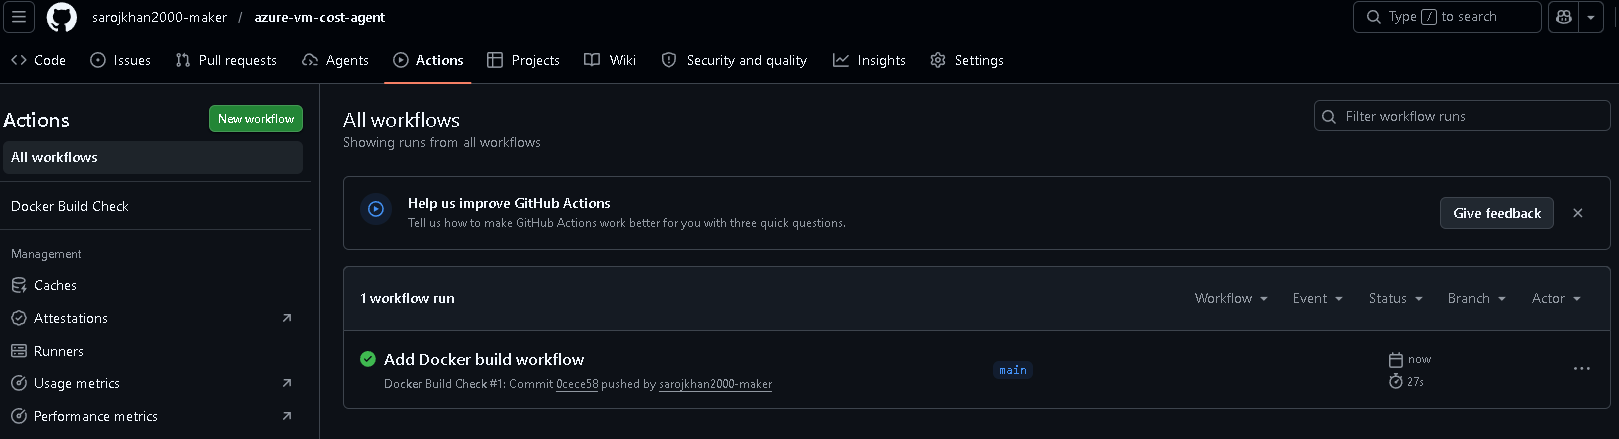 sarojkhan2000-maker / azure-vm-cost-agent
Type / to search
Code
Issues
Pull requests
Agents
Actions
Projects
Wiki
Security and quality
Insights
Settings
Actions
New workflow
All workflows
Docker Build Check
Management
Caches
Attestations
Runners
Usage metrics
Performance metrics
All workflows
Showing runs from all workflows
Filter workflow runs
Help us improve GitHub Actions
Tell us how to make GitHub Actions work better for you with three quick questions.
Give feedback
1 workflow run
Workflow
Event
Status
Branch
Actor
Add Docker build workflow
Docker Build Check #1: Commit 0cece58 pushed by sarojkhan2000-maker
main
now
27s